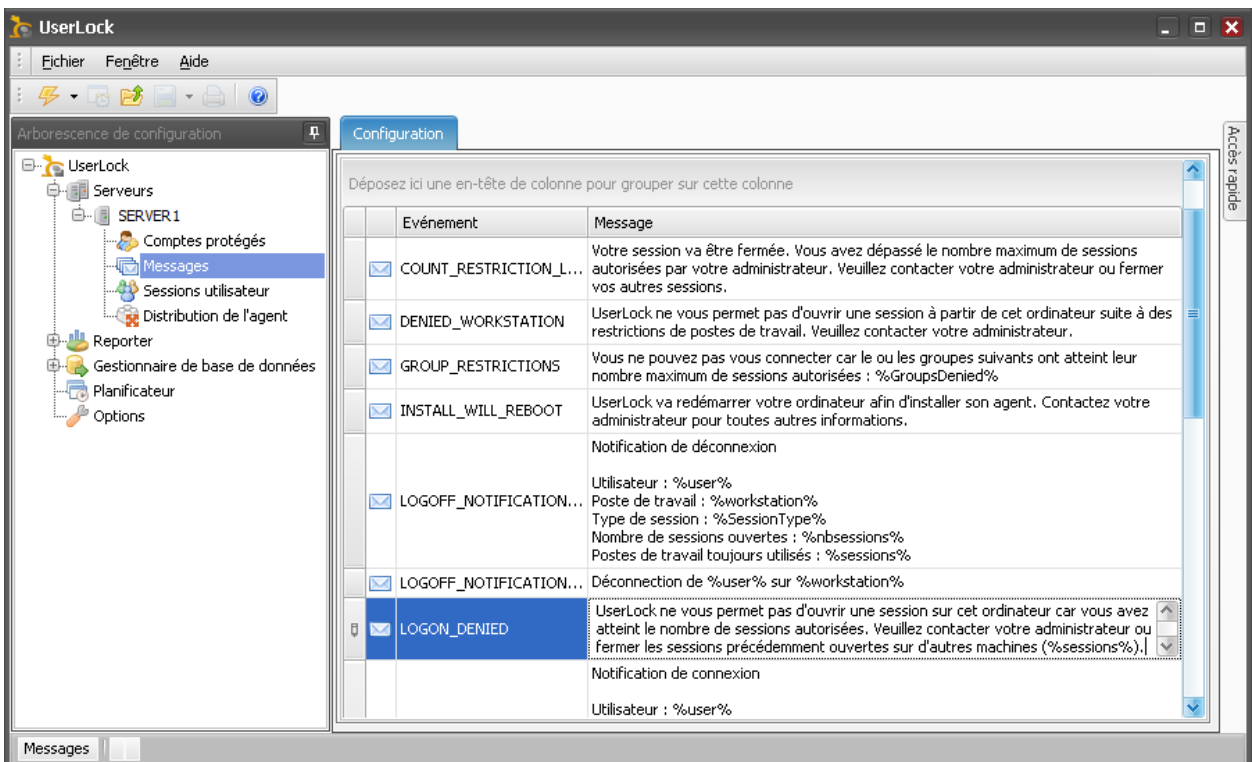 UserLock
Fichier Fenêtre Aide
Arborescence de configuration
UserLock
Serveurs
SERVER1
Comptes protégés
Messages
Sessions utilisateur
Distribution de l'agent
Reporter
Gestionnaire de base de données
Planificateur
Options
Configuration
Déposez ici une en-tête de colonne pour grouper sur cette colonne
Evénement Message
COUNT_RESTRICTION_L...
Votre session va être fermée. Vous avez dépassé le nombre maximum de sessions
autorisées par votre administrateur. Veuillez contacter votre administrateur ou fermer
vos autres sessions.
DENIED_WORKSTATION
UserLock ne vous permet pas d'ouvrir une session à partir de cet ordinateur suite à des
restrictions de postes de travail. Veuillez contacter votre administrateur.
GROUP_RESTRICTIONS
Vous ne pouvez pas vous connecter car le ou les groupes suivants ont atteint leur
nombre maximum de sessions autorisées : %GroupsDenied%
INSTALL_WILL_REBOOT
UserLock va redémarrer votre ordinateur afin d'installer son agent. Contactez votre
administrateur pour toutes autres informations.
LOGOFF_NOTIFICATION...
Notification de déconnexion
Utilisateur : %user%
Poste de travail : %workstation%
Type de session : %SessionType%
Nombre de sessions ouvertes : %nbsessions%
Postes de travail toujours utilisés : %sessions%
LOGOFF_NOTIFICATION...
Déconnection de %user% sur %workstation%
LOGON_DENIED
UserLock ne vous permet pas d'ouvrir une session sur cet ordinateur car vous avez
atteint le nombre de sessions autorisées. Veuillez contacter votre administrateur ou
fermer les sessions précédemment ouvertes sur d'autres machines (%sessions%).
Notification de connexion
Utilisateur : %user%
Accès rapide
Messages